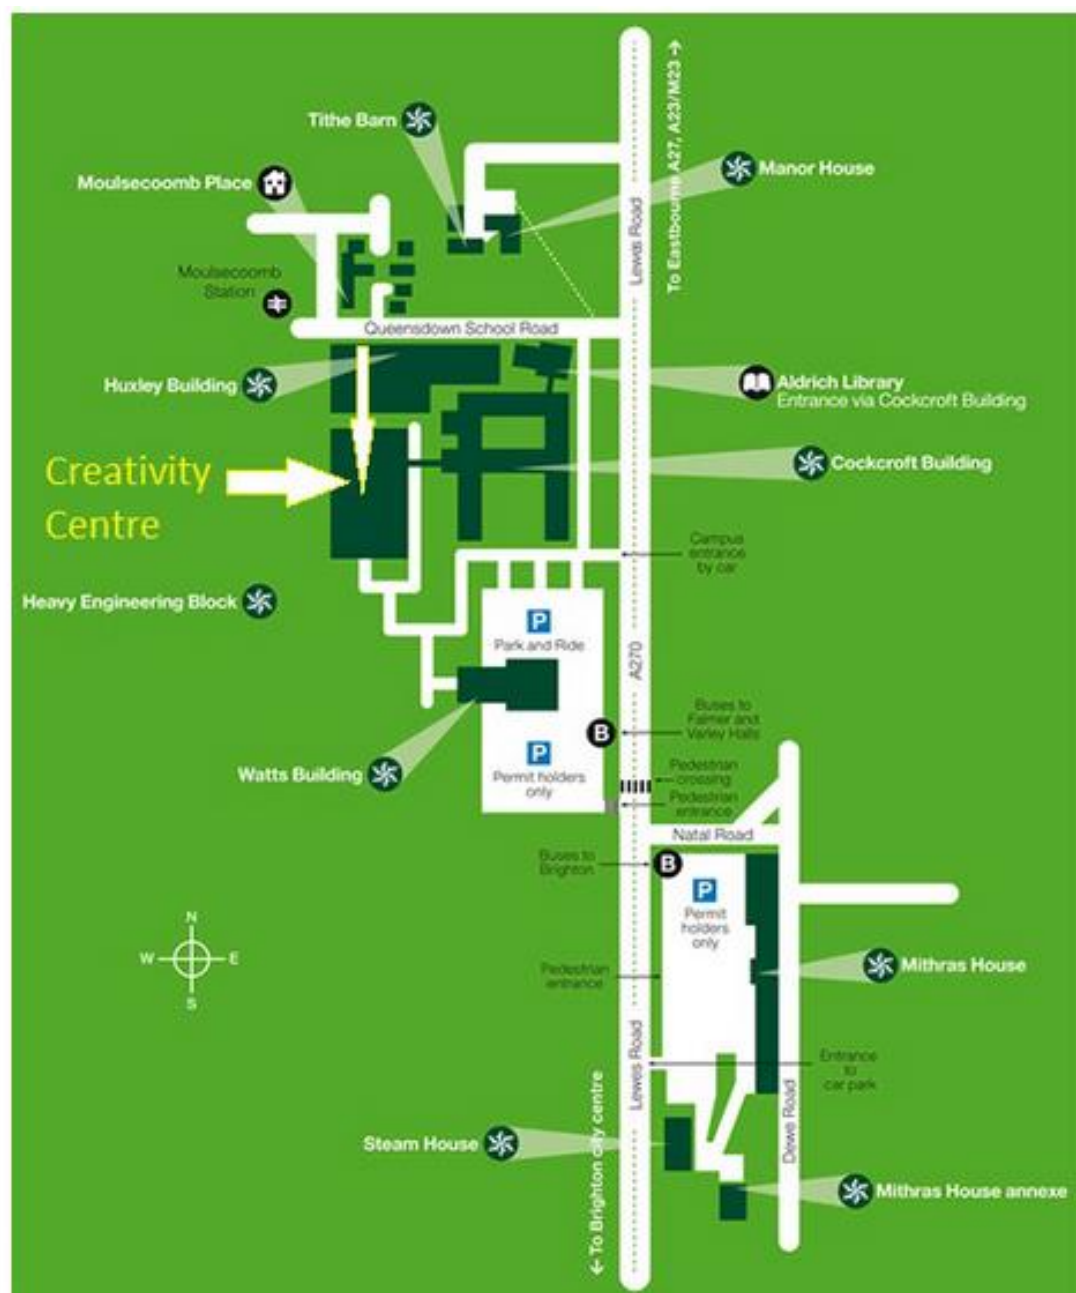 To Eastbourne A27, A23/M23 →
Lewes Road
Tithe Barn
Manor House
Moulsecoomb Place
Moulsecoomb
Station
Queensdown School Road
Huxley Building
Aldrich Library
Entrance via Cockcroft Building
Creativity
Centre
Cockcroft Building
Campus
entrance
by car
Heavy Engineering Block
P
Park and Ride
A270
Buses to
Falmer and
Varley Halls
B
Watts Building
P
Permit holders
only
Pedestrian
crossing
Pedestrian
entrance
Natal Road
Buses to
Brighton
B
P
Permit
holders
only
N
W E
S
Mithras House
Pedestrian
entrance
Lewes Road
Entrance
to
car park
Dewe Road
Steam House
← To Brighton city centre
Mithras House annexe